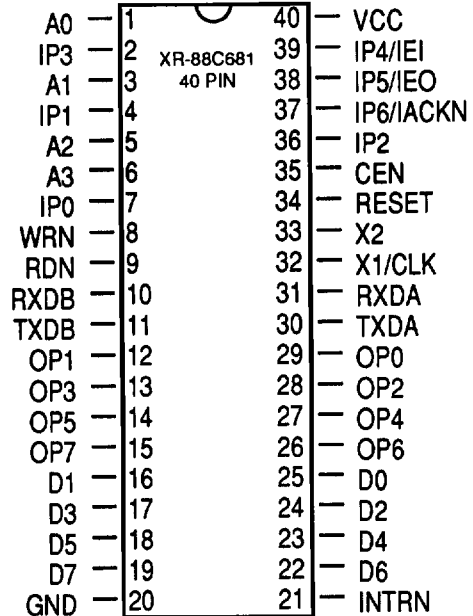 A0 1 40 VCC
IP3 2 XR-88C681 39 IP4/IEI
A1 3 40 PIN 38 IP5/IEO
IP1 4 37 IP6/IACKN
A2 5 36 IP2
A3 6 35 CEN
IP0 7 34 RESET
WRN 8 33 X2
RDN 9 32 X1/CLK
RXDB 10 31 RXDA
TXDB 11 30 TXDA
OP1 12 29 OP0
OP3 13 28 OP2
OP5 14 27 OP4
OP7 15 26 OP6
D1 16 25 D0
D3 17 24 D2
D5 18 23 D4
D7 19 22 D6
GND 20 21 INTRN